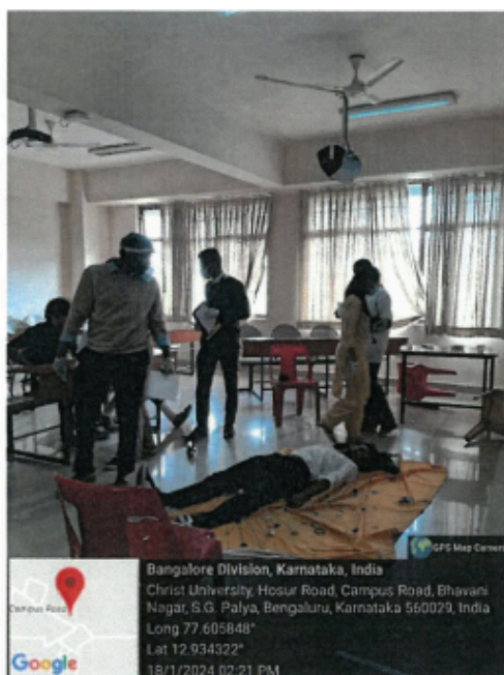 GPS Map Camera
Bangalore Division, Karnataka, India
Christ University, Hosur Road, Campus Road, Bhavani
Nagar, S.G. Palya, Bengaluru, Karnataka 560029, India
Long 77.605848°
Lat 12.934322°
18/1/2024 02:21 PM
Campus Road
Google